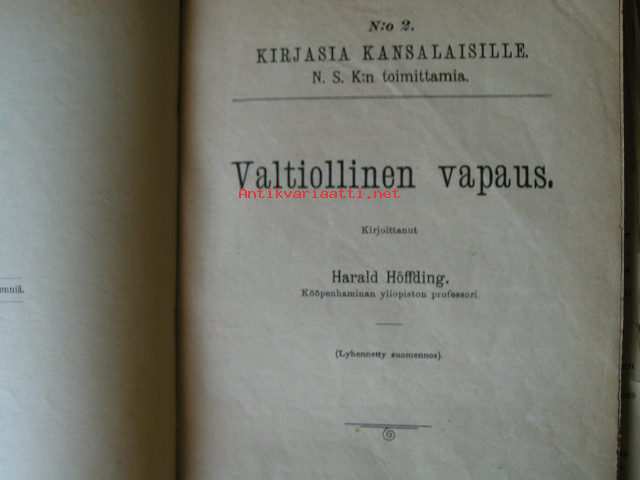 N:o 2.
KIRJASIA KANSALAISILLE.
N. S. K:n toimittamia.
Valtiollinen vapaus.
Antikvariaatti.net
Kirjoittanut
Harald Höffding.
Kööpenhaminan yliopiston professori.
(Lyhennetty suomennos).